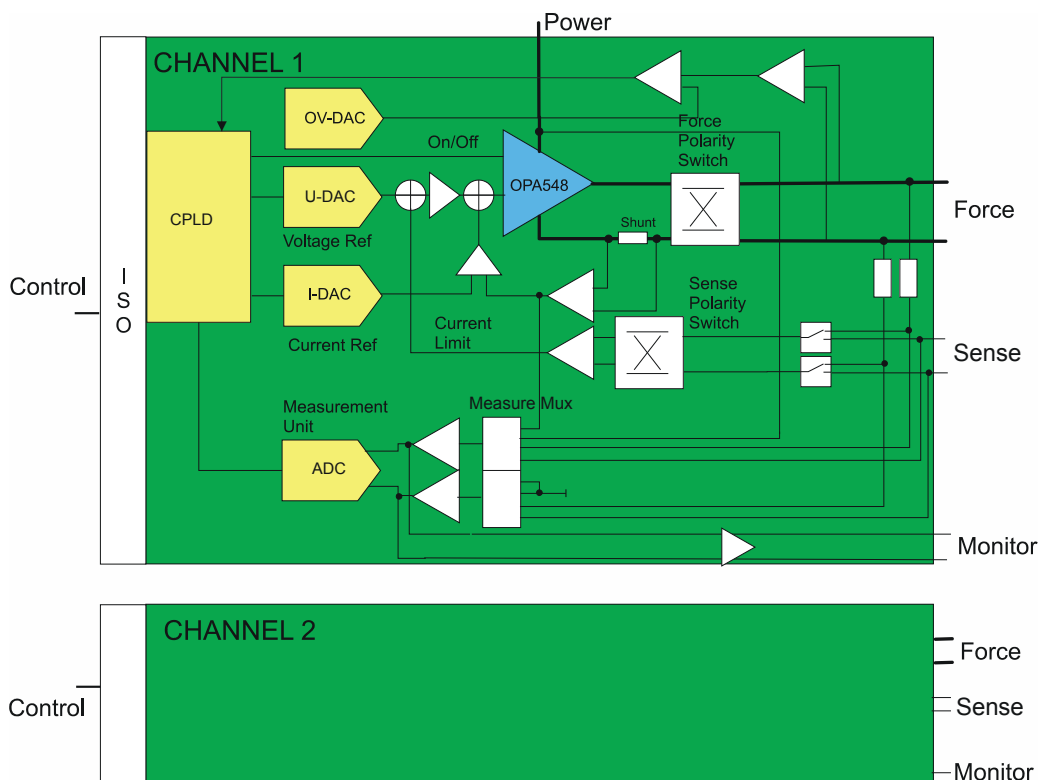 Power
CHANNEL 1
OV-DAC
Force
Polarity
Switch
On/Off
OPA548
CPLD
U-DAC
Voltage Ref
Shunt
Force
I
S
O
Control
I-DAC
Current Ref
Current
Limit
Sense
Polarity
Switch
Sense
Measurement
Unit
Measure Mux
ADC
Monitor
CHANNEL 2
Force
Control
Sense
Monitor